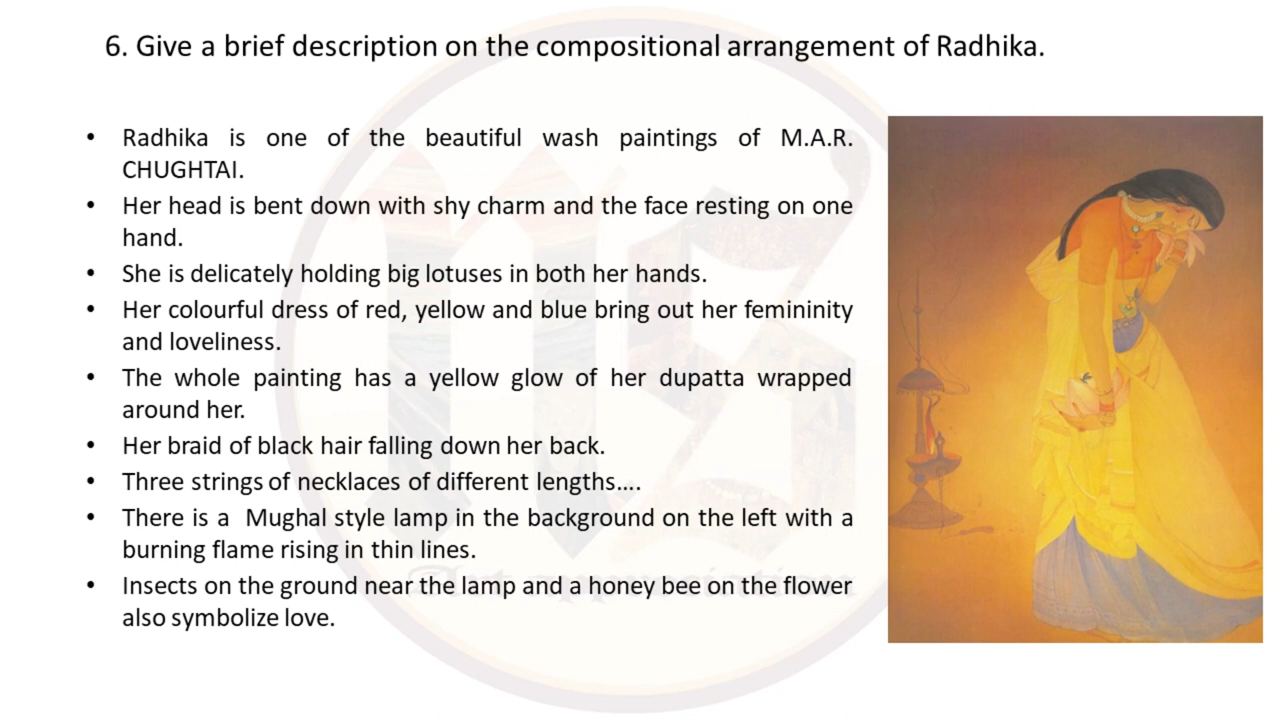 6. Give a brief description on the compositional arrangement of Radhika.
• Radhika is one of the beautiful wash paintings of M.A.R.
CHUGHTAI.
• Her head is bent down with shy charm and the face resting on one
hand.
• She is delicately holding big lotuses in both her hands.
• Her colourful dress of red, yellow and blue bring out her femininity
and loveliness.
• The whole painting has a yellow glow of her dupatta wrapped
around her.
• Her braid of black hair falling down her back.
• Three strings of necklaces of different lengths....
• There is a  Mughal style lamp in the background on the left with a
burning flame rising in thin lines.
• Insects on the ground near the lamp and a honey bee on the flower
also symbolize love.